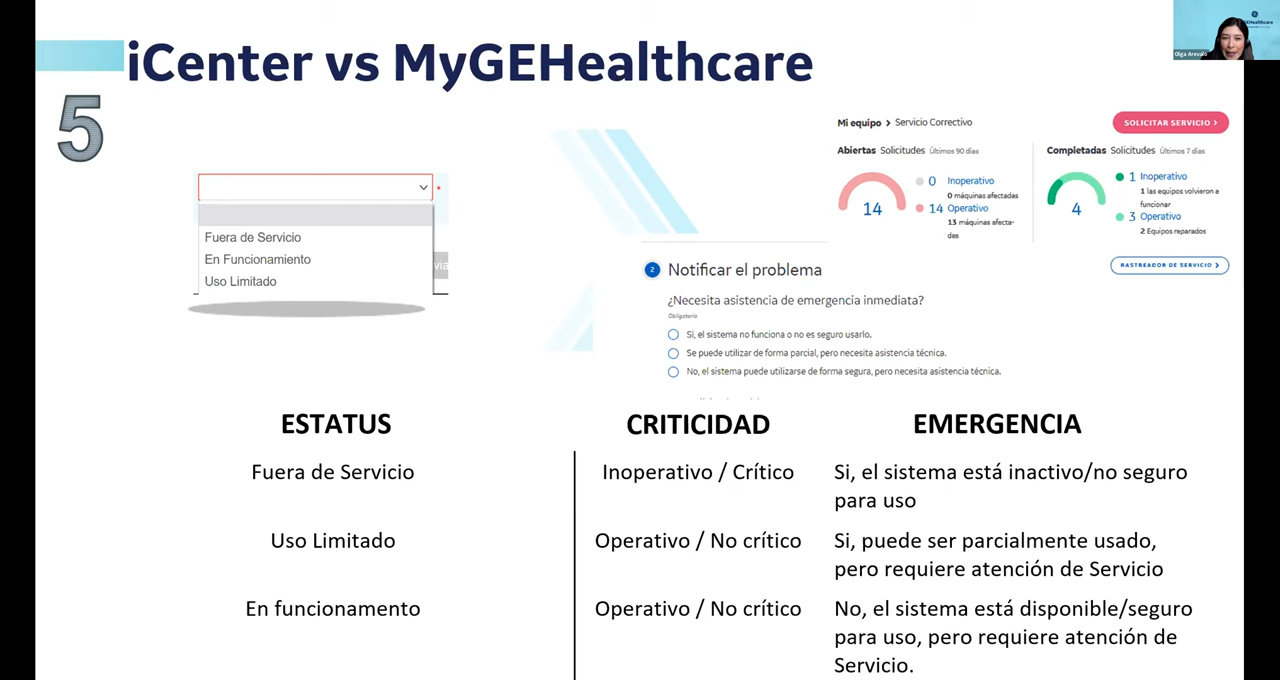 iCenter vs MyGEHealthcare
Olga Arevalo
5
Fuera de Servicio
En Funcionamiento
Uso Limitado
Mi equipo > Servicio Correctivo
SOLICITAR SERVICIO >
Abiertas Solicitudes Últimos 90 días
14
0 Inoperativo
0 máquinas afectadas
14 Operativo
13 máquinas afecta-
das
Completadas Solicitudes Últimos 7 días
4
1 Inoperativo
1 las equipos volvieron a
funcionar
3 Operativo
2 Equipos reparados
RASTREADOR DE SERVICIO >
2 Notificar el problema
¿Necesita asistencia de emergencia inmediata?
Obligatorio
Sí, el sistema no funciona o no es seguro usarlo.
Se puede utilizar de forma parcial, pero necesita asistencia técnica.
No, el sistema puede utilizarse de forma segura, pero necesita asistencia técnica.
ESTATUS
CRITICIDAD
EMERGENCIA
Fuera de Servicio
Inoperativo / Crítico
Si, el sistema está inactivo/no seguro
para uso
Uso Limitado
Operativo / No crítico
Si, puede ser parcialmente usado,
pero requiere atención de Servicio
En funcionamento
Operativo / No crítico
No, el sistema está disponible/seguro
para uso, pero requiere atención de
Servicio.